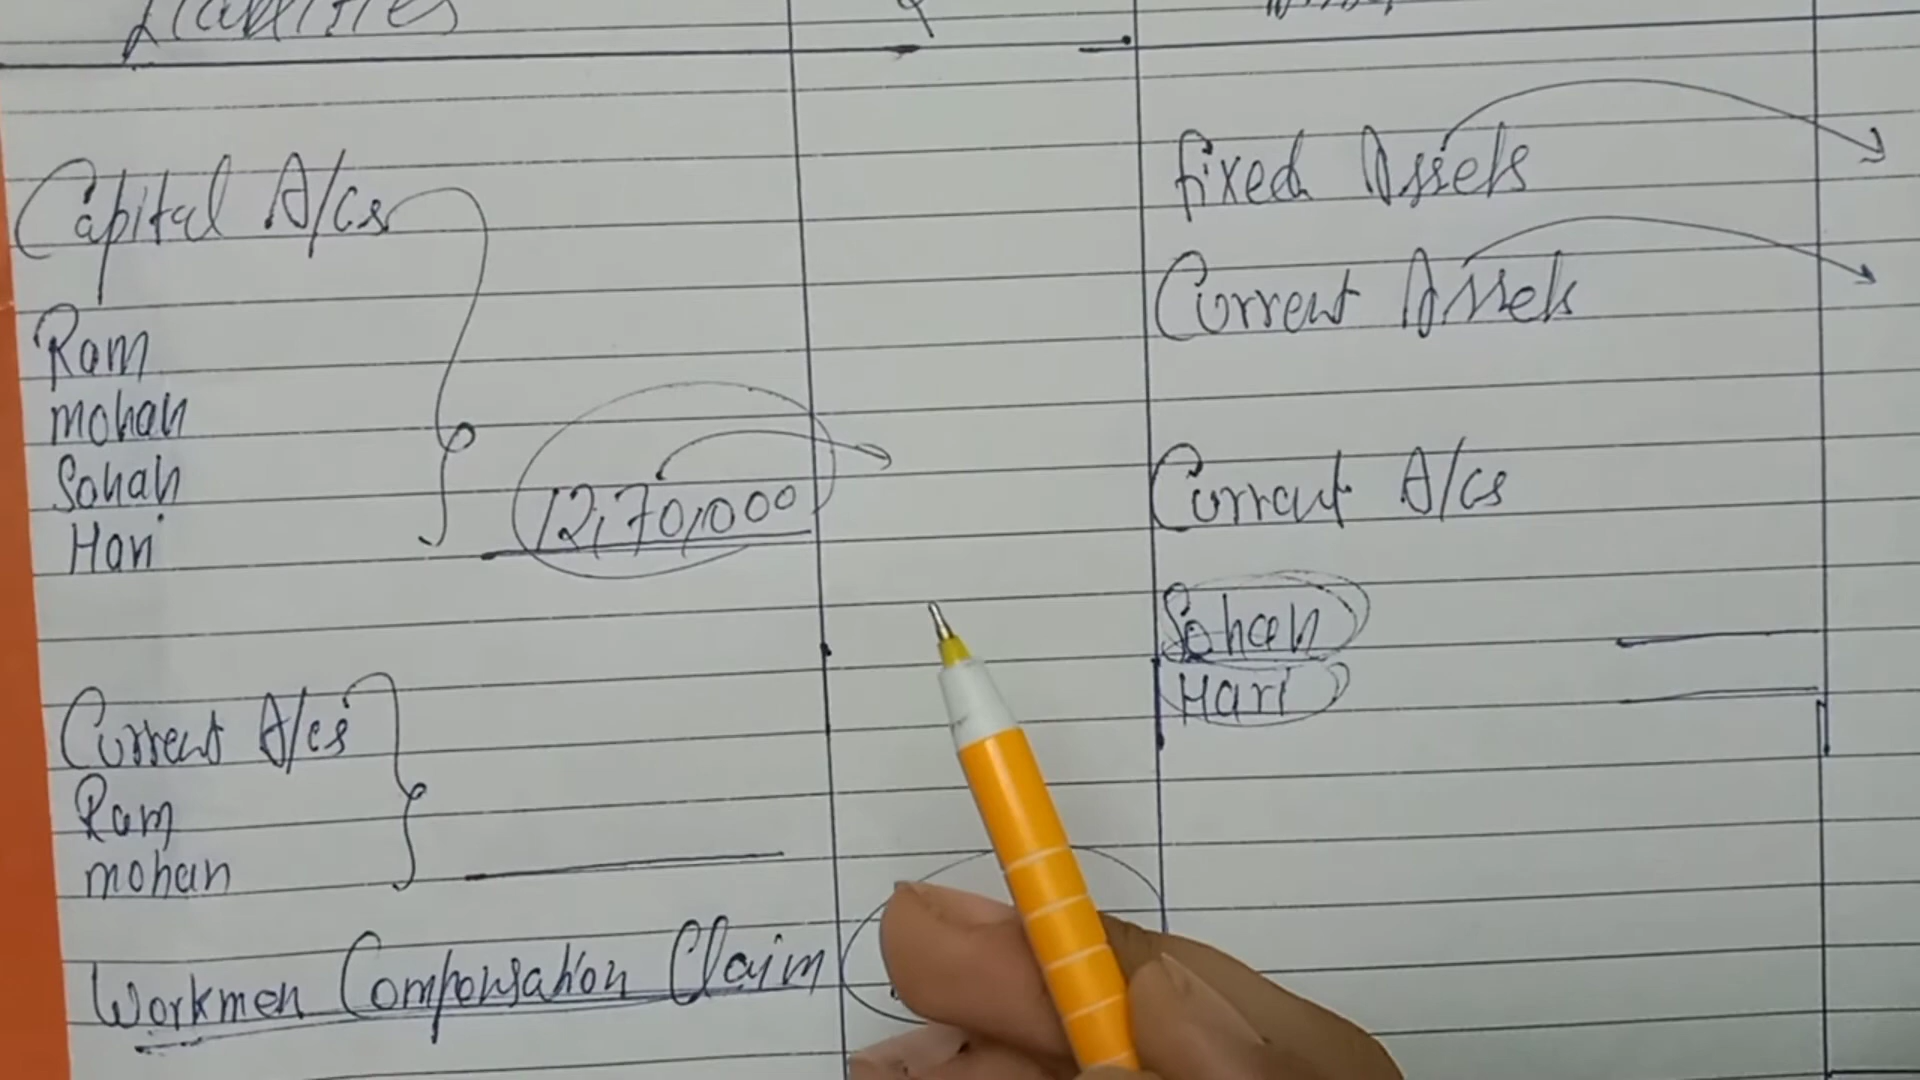 Liabilities
Capital A/cs
Ram
mohan
Sohan
Hari
12,70,000
Current A/cs
Ram
mohan
Workmen Compensation Claim
fixed Assets
Current Assets
Current A/cs
Sohan
Hari